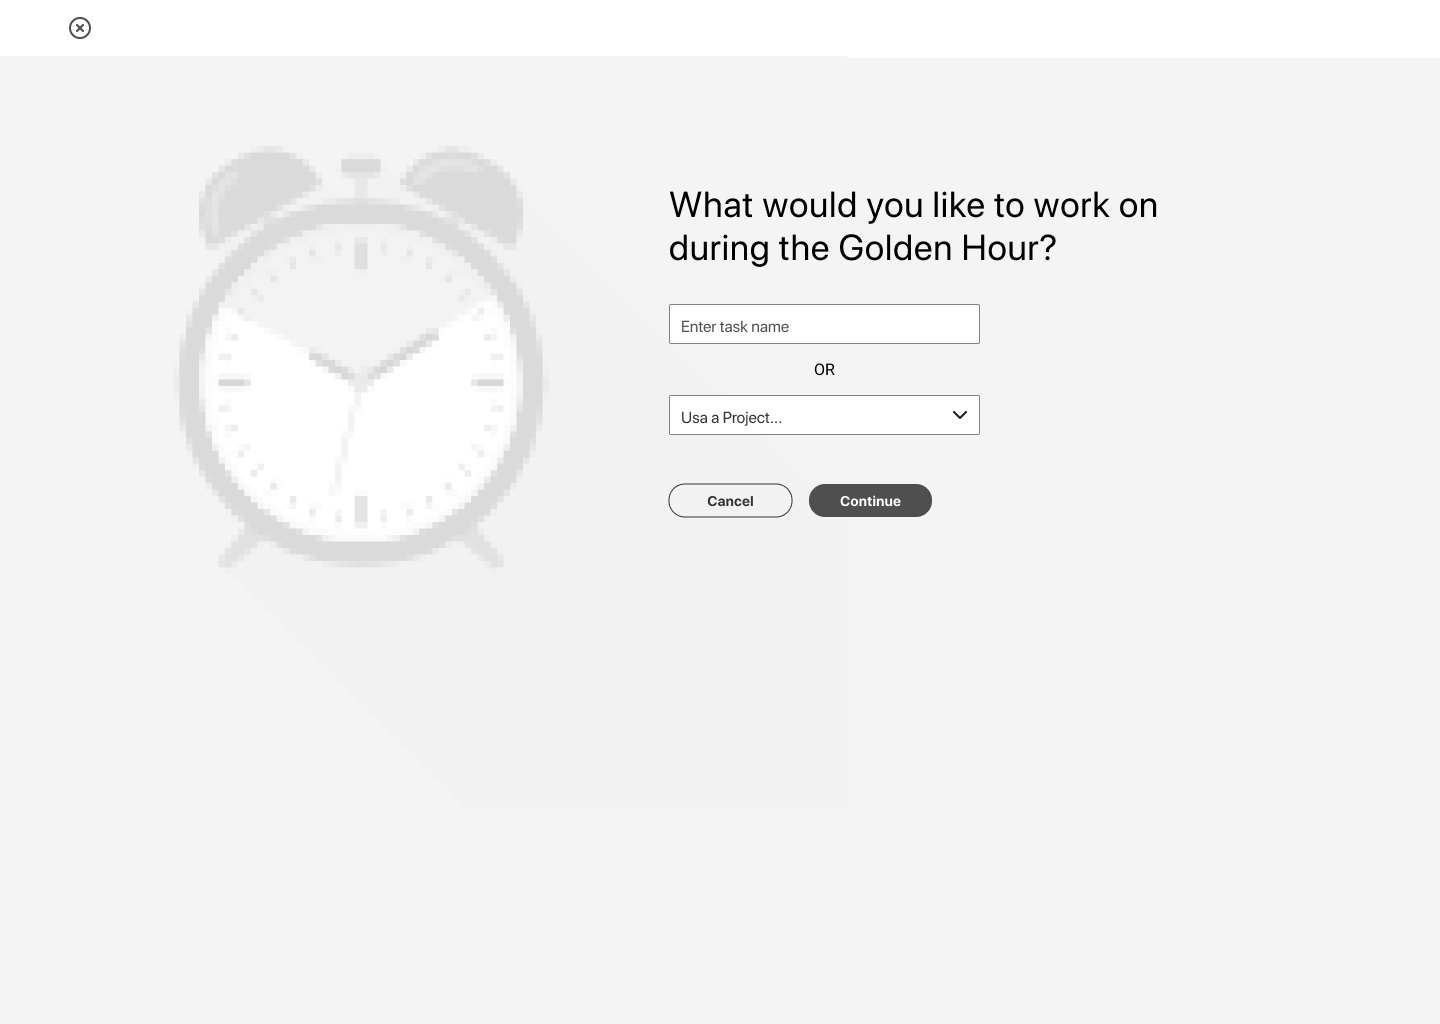 What would you like to work on
during the Golden Hour?
Enter task name
OR
Usa a Project...
Cancel
Continue